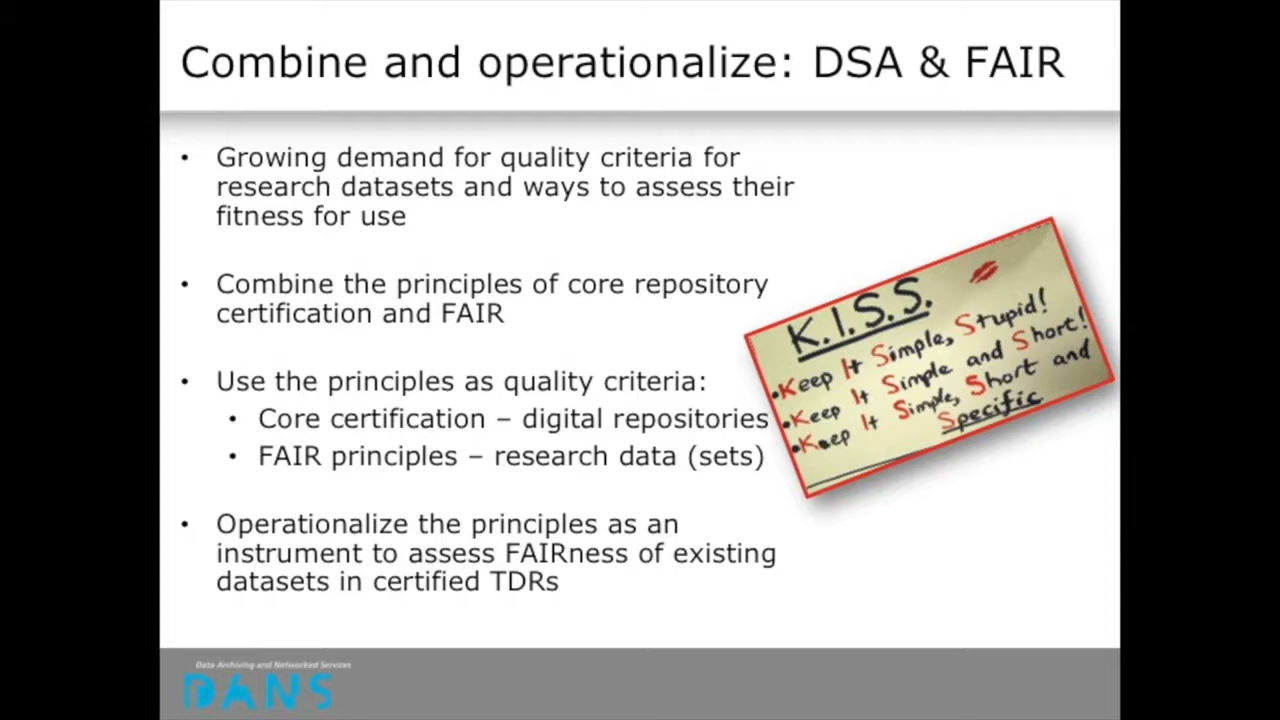 Combine and operationalize: DSA & FAIR
• Growing demand for quality criteria for
research datasets and ways to assess their
fitness for use
• Combine the principles of core repository
certification and FAIR
• Use the principles as quality criteria:
• Core certification – digital repositories
• FAIR principles – research data (sets)
• Operationalize the principles as an
instrument to assess FAIRness of existing
datasets in certified TDRs
K.I.S.S.
•Keep It Simple, Stupid!
•Keep It Simple and Short!
•Keep It Simple, Short and
Specific
Data Archiving and Networked Services
DANS